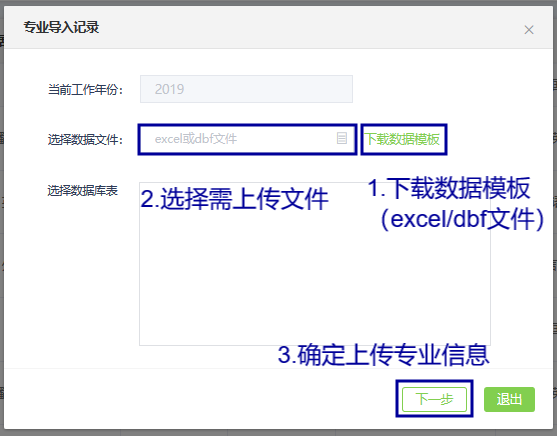 专业导入记录
×
当前工作年份： 2019
选择数据文件： excel或dbf文件 下载数据模板
选择数据库表
2.选择需上传文件
1.下载数据模板
（excel/dbf文件）
3.确定上传专业信息
下一步 退出